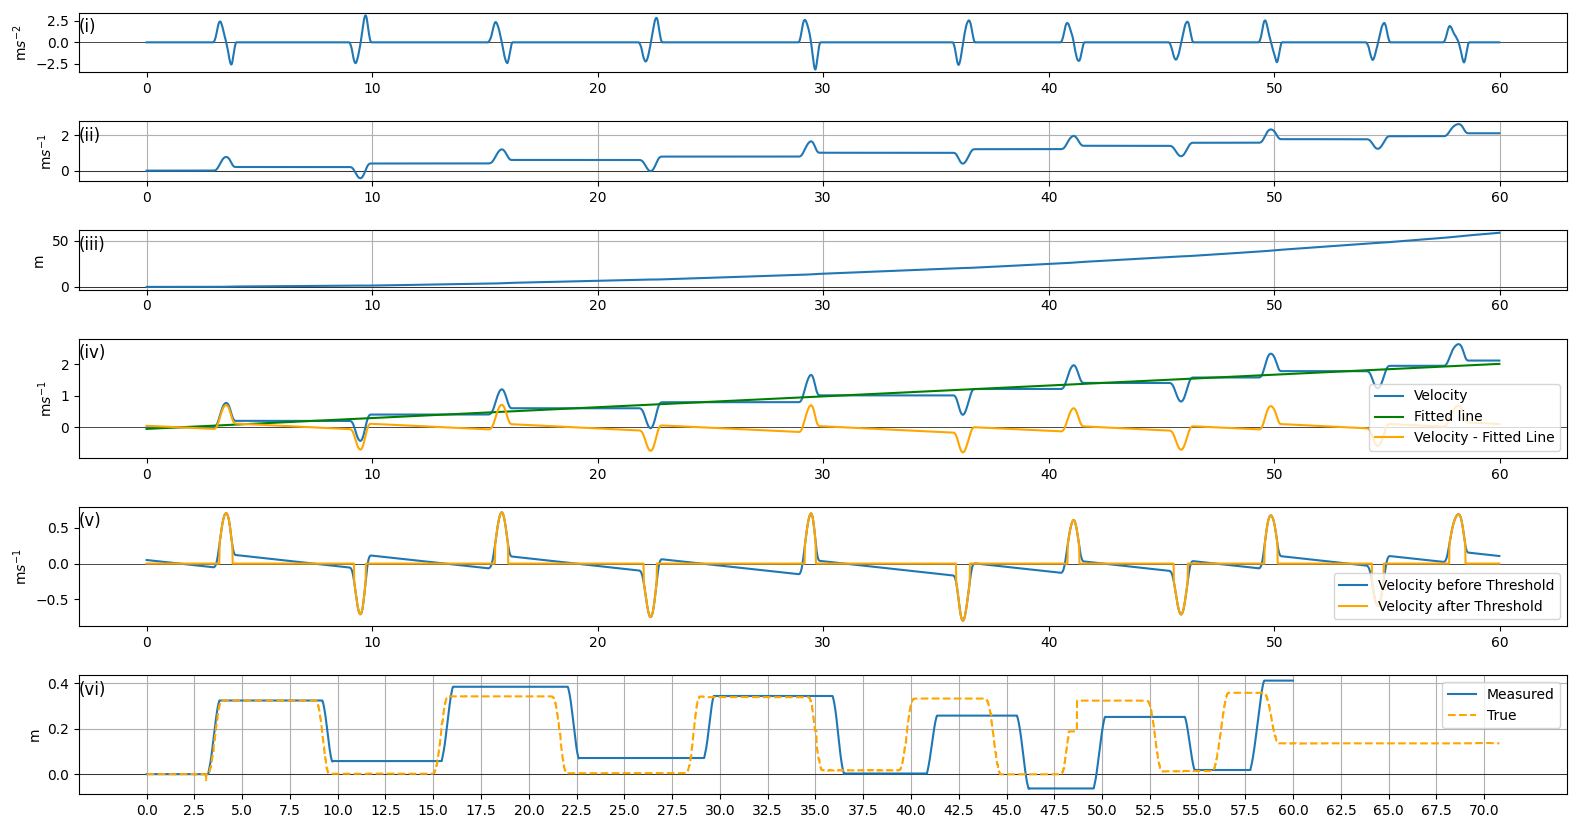 (i)
ms⁻²
2.5
0.0
−2.5
0 10 20 30 40 50 60
(ii)
ms⁻¹
2
0
0 10 20 30 40 50 60
(iii)
m
50
0
0 10 20 30 40 50 60
(iv)
ms⁻¹
2
1
0
Velocity
Fitted line
Velocity - Fitted Line
0 10 20 30 40 50 60
(v)
ms⁻¹
0.5
0.0
−0.5
Velocity before Threshold
Velocity after Threshold
0 10 20 30 40 50 60
(vi)
m
0.4
0.2
0.0
Measured
True
0.0 2.5 5.0 7.5 10.0 12.5 15.0 17.5 20.0 22.5 25.0 27.5 30.0 32.5 35.0 37.5 40.0 42.5 45.0 47.5 50.0 52.5 55.0 57.5 60.0 62.5 65.0 67.5 70.0